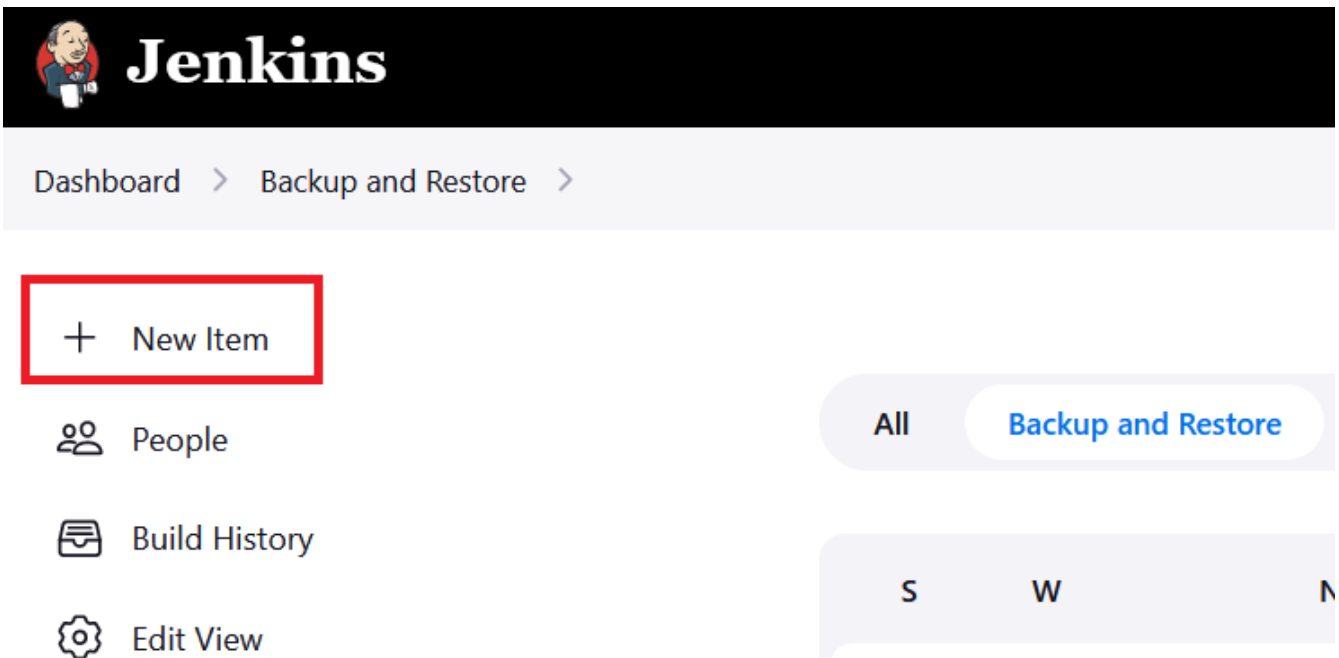 Jenkins
Dashboard > Backup and Restore >
+ New Item
People
All Backup and Restore
Build History
S W N
Edit View